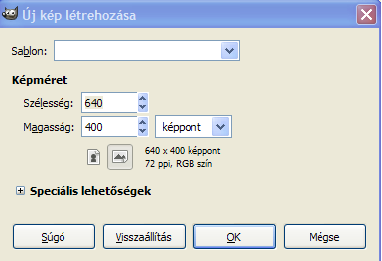 Új kép létrehozása
Sablon:
Képméret
Szélesség: 640
Magasság: 400 képpont
640 x 400 képpont
72 ppi, RGB szín
Speciális lehetőségek
Súgó Visszaállítás OK Mégse